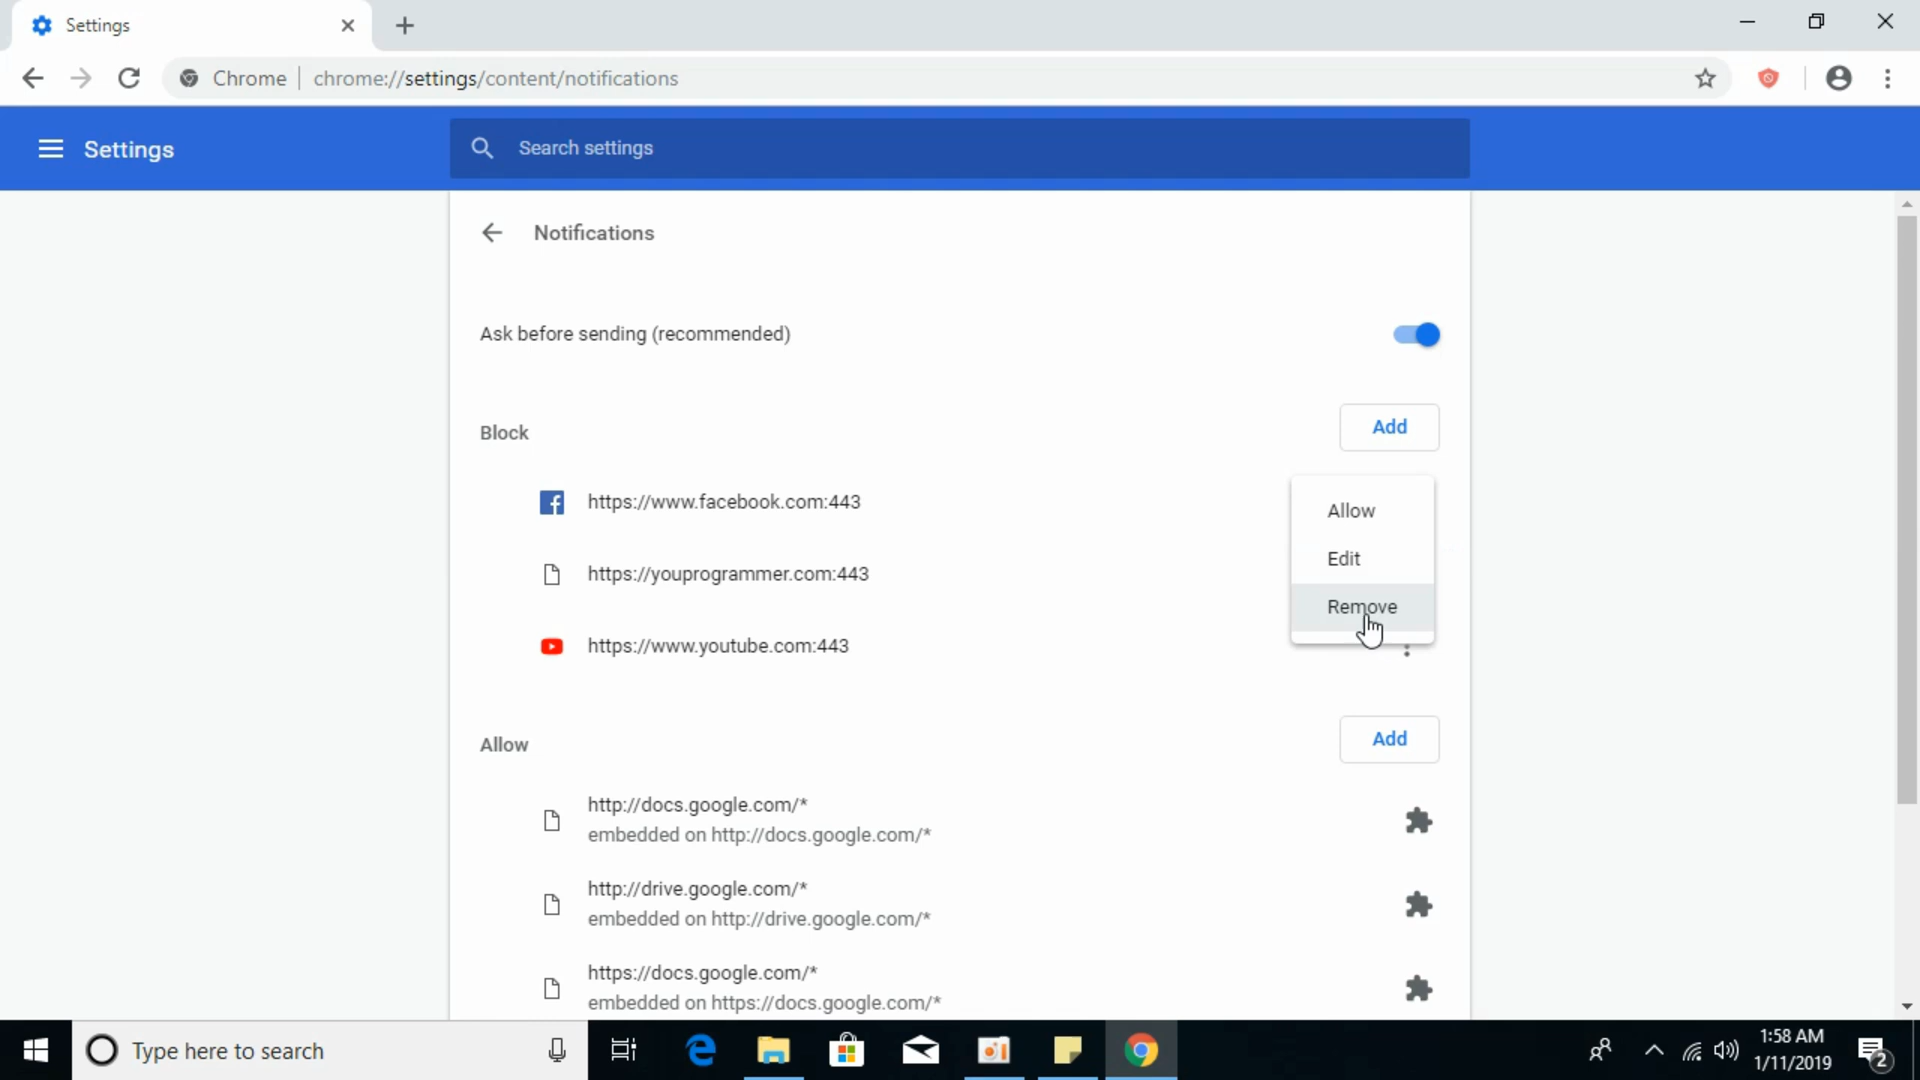 Settings
Chrome
chrome://settings/content/notifications
Settings
Search settings
Notifications
Ask before sending (recommended)
Block
Add
https://www.facebook.com:443
https://youprogrammer.com:443
https://www.youtube.com:443
Allow
Edit
Remove
Allow
Add
http://docs.google.com/*
embedded on http://docs.google.com/*
http://drive.google.com/*
embedded on http://drive.google.com/*
https://docs.google.com/*
embedded on https://docs.google.com/*
Type here to search
1:58 AM
1/11/2019
2